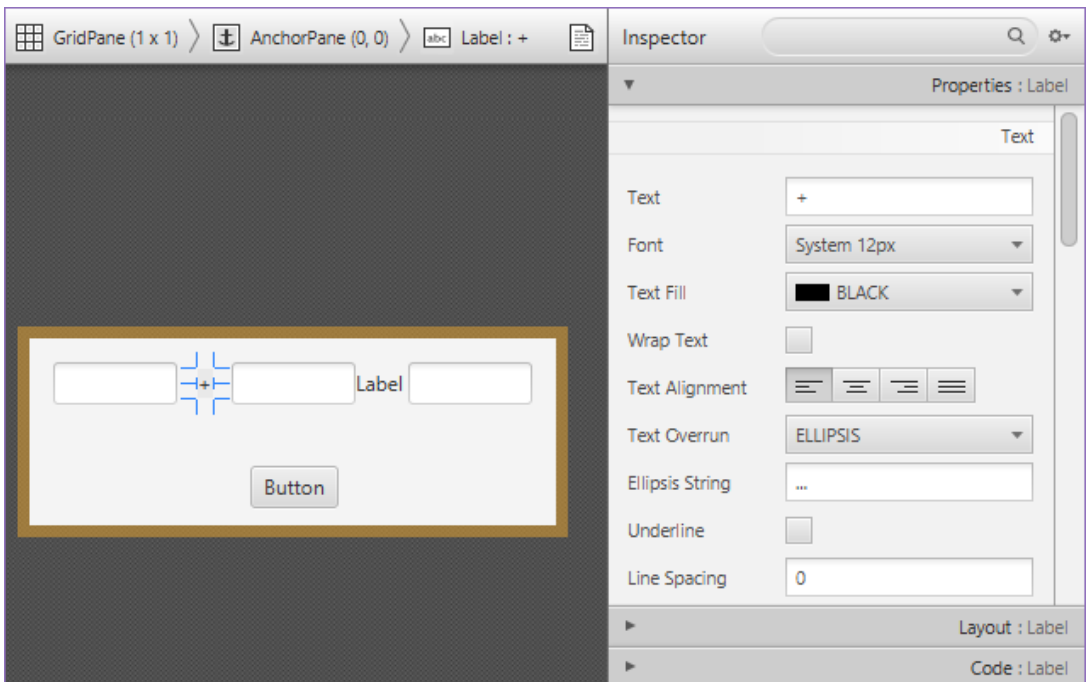 GridPane (1 x 1) AnchorPane (0, 0) abc Label : +
Inspector
Properties : Label
Text
Text +
Font System 12px
Text Fill BLACK
Wrap Text
Text Alignment
Text Overrun ELLIPSIS
Ellipsis String ...
Underline
Line Spacing 0
Layout : Label
Code : Label
+ Label
Button